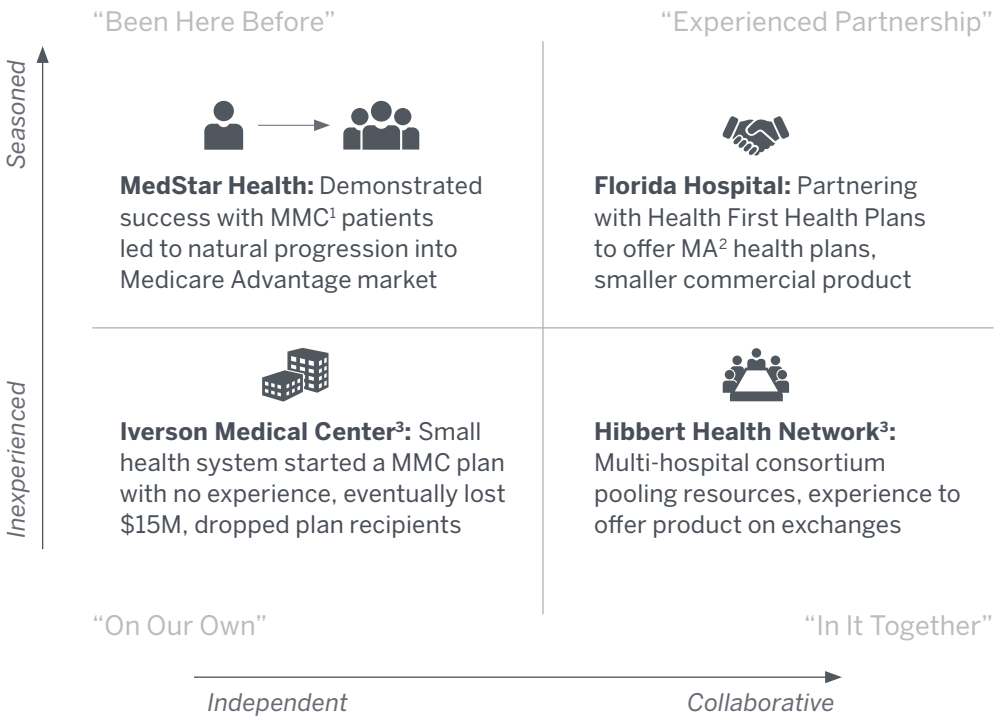 “Been Here Before”
“Experienced Partnership”
Seasoned
MedStar Health: Demonstrated
success with MMC¹ patients
led to natural progression into
Medicare Advantage market
Florida Hospital: Partnering
with Health First Health Plans
to offer MA² health plans,
smaller commercial product
Inexperienced
Iverson Medical Center³: Small
health system started a MMC plan
with no experience, eventually lost
$15M, dropped plan recipients
Hibbert Health Network³:
Multi-hospital consortium
pooling resources, experience to
offer product on exchanges
“On Our Own”
“In It Together”
Independent
Collaborative